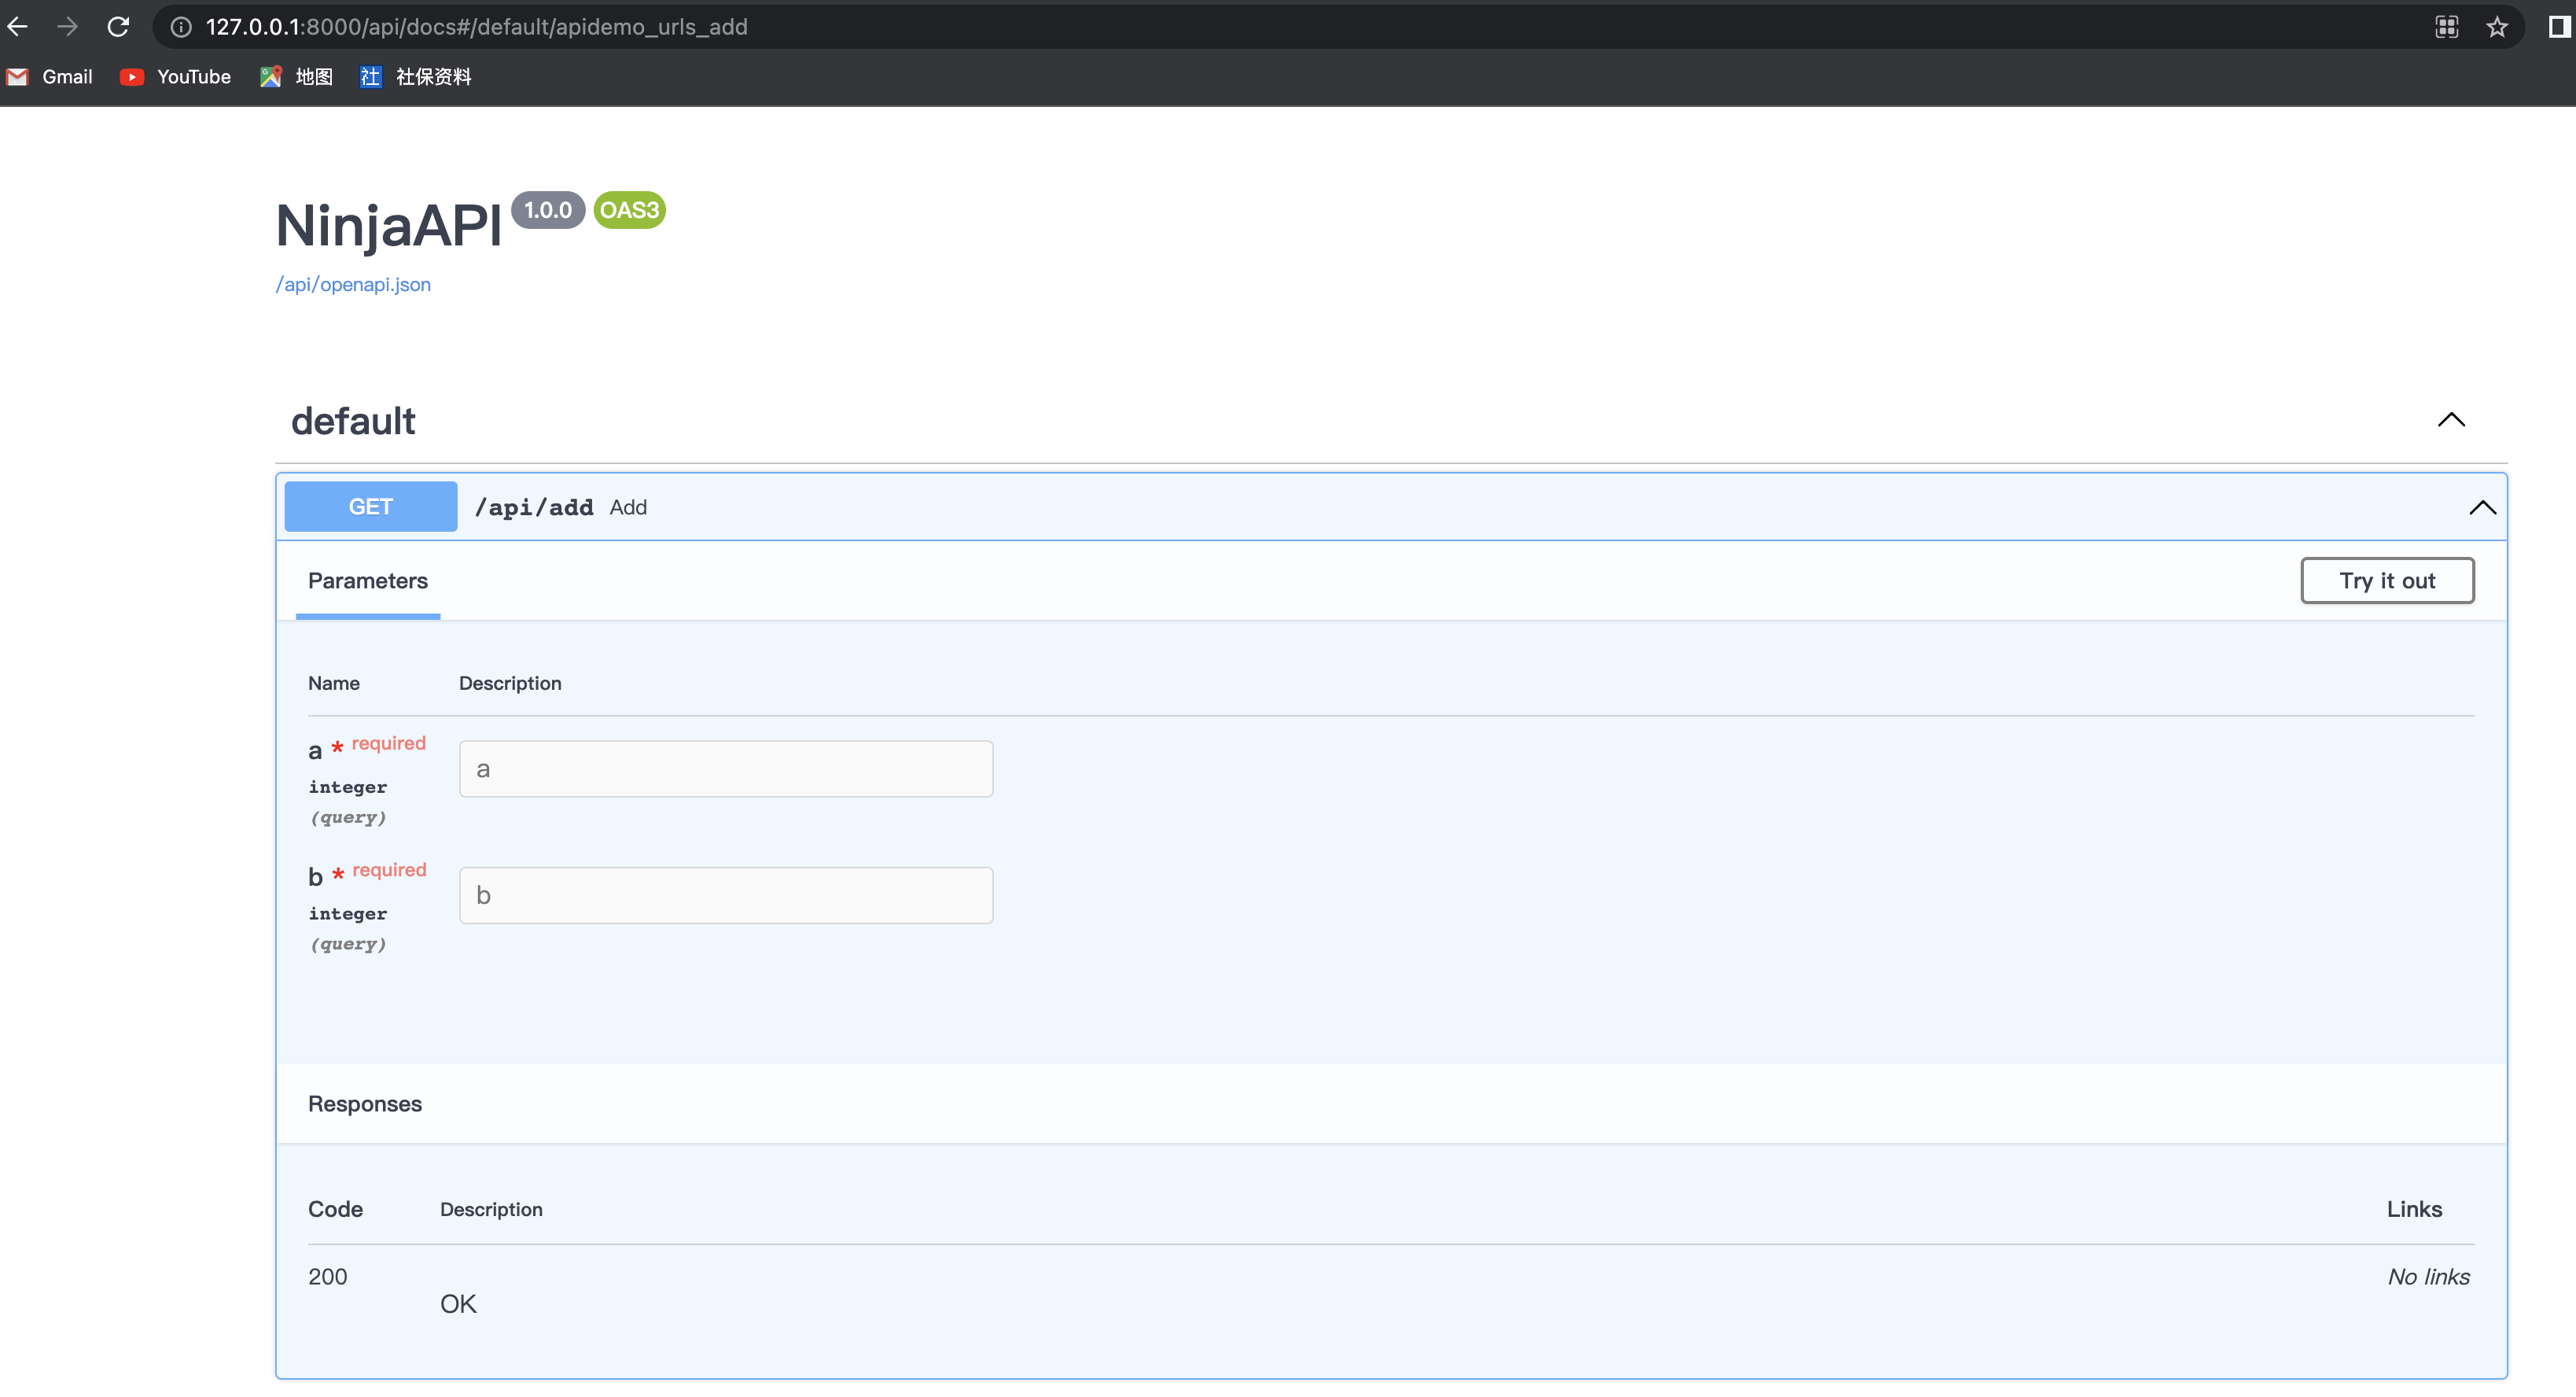 127.0.0.1:8000/api/docs#/default/apidemo_urls_add
Gmail YouTube 地图 社 社保资料
NinjaAPI 1.0.0 OAS3
/api/openapi.json
default
GET /api/add Add
Parameters Try it out
Name Description
a * required
integer
(query)
a
b * required
integer
(query)
b
Responses
Code Description Links
200 No links
OK